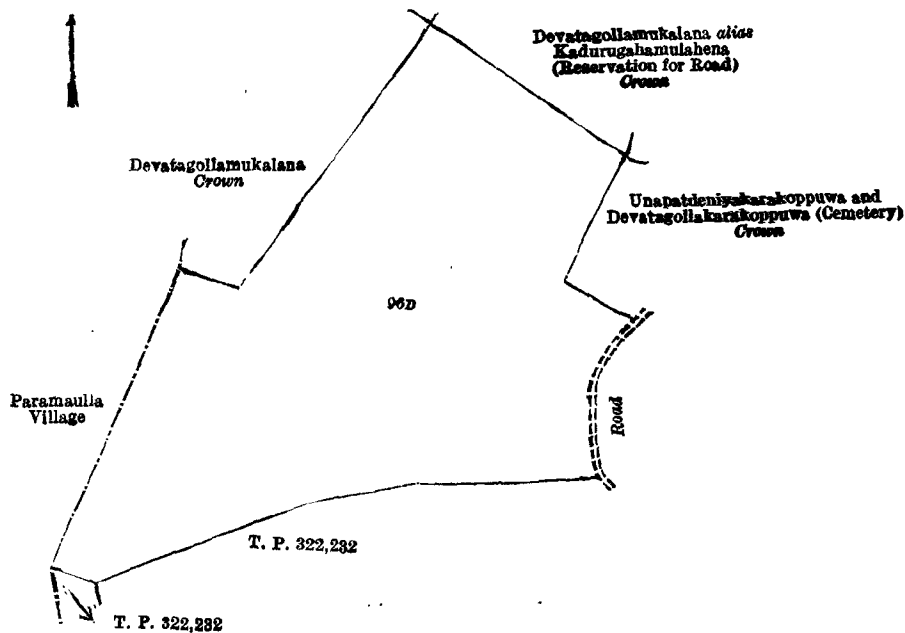 Devatagollamukalana alias
Kadurugahamulahena
(Reservation for Road)
Crown
Devatagollamukalana
Crown
Unapatdeniyakarakoppuwa and
Devatagollakarakoppuwa (Cemetery)
Crown
96D
Paramaulla
Village
Road
T. P. 322,232
T. P. 322,232